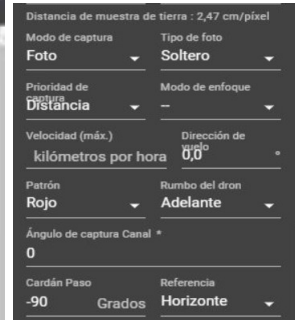 Distancia de muestra de tierra : 2,47 cm/píxel
Modo de captura Tipo de foto
Foto Soltero
Prioridad de captura Modo de enfoque
Distancia --
Velocidad (máx.) Dirección de vuelo
kilómetros por hora 0,0 °
Patrón Rumbo del dron
Rojo Adelante
Ángulo de captura Canal *
0
Cardán Paso Referencia
-90 Grados Horizonte